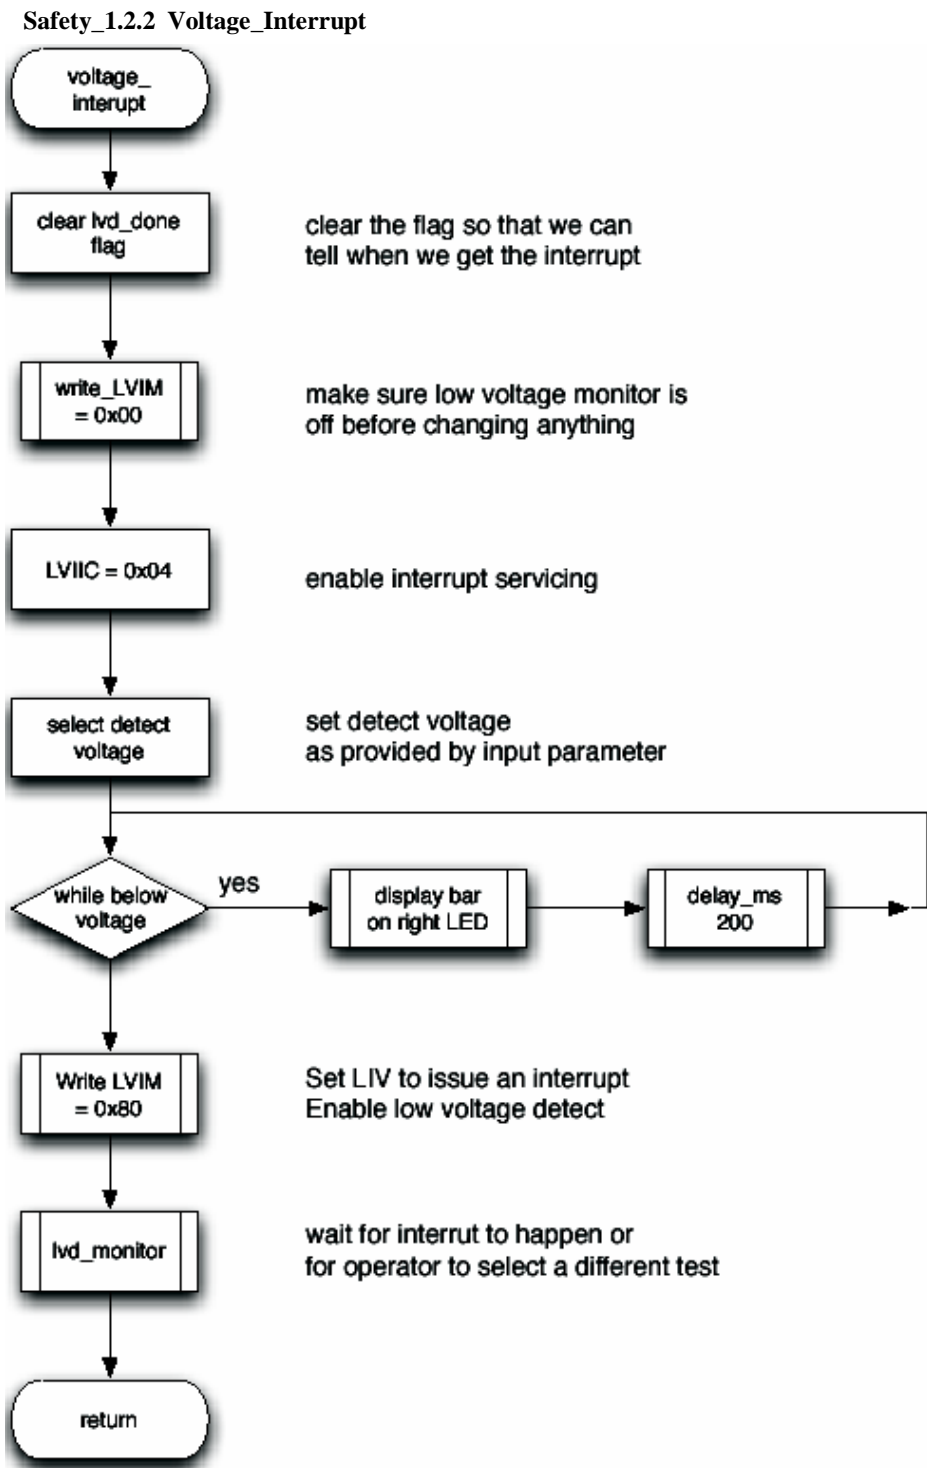 Safety_1.2.2 Voltage_Interrupt
voltage_
interupt
clear lvd_done
flag
clear the flag so that we can
tell when we get the interrupt
write_LVIM
= 0x00
make sure low voltage monitor is
off before changing anything
LVIIC = 0x04
enable interrupt servicing
select detect
voltage
set detect voltage
as provided by input parameter
while below
voltage
yes
display bar
on right LED
delay_ms
200
Write LVIM
= 0x80
Set LIV to issue an interrupt
Enable low voltage detect
lvd_monitor
wait for interrut to happen or
for operator to select a different test
return